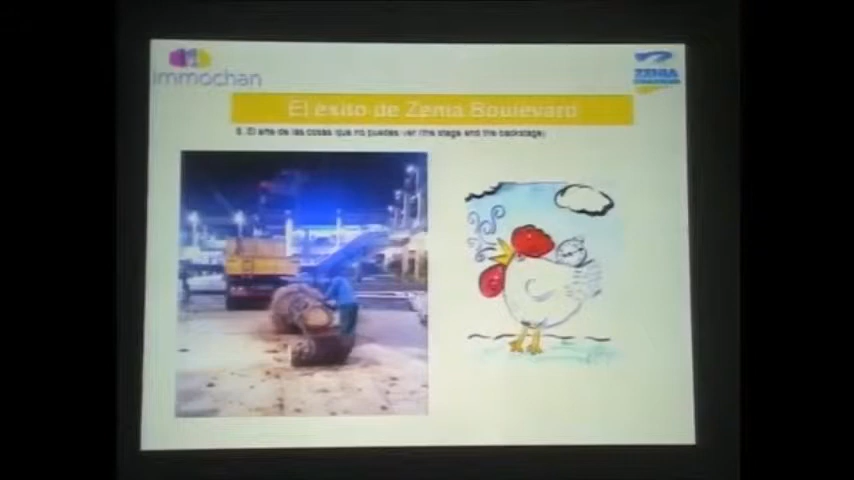 immochan
ZENIA
El éxito de Zenia Boulevard
8. El arte de las cosas que no puedes ver (the stage and the backstage)